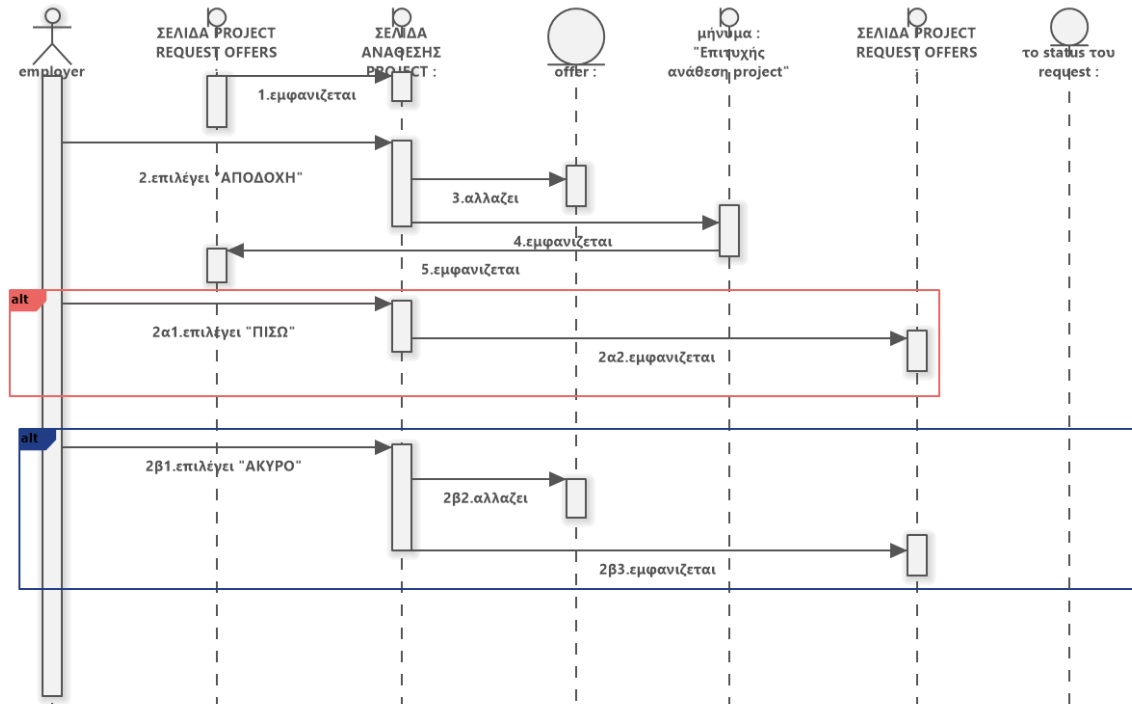 employer
ΣΕΛΙΔΑ PROJECT
REQUEST OFFERS
:
ΣΕΛΙΔΑ
ΑΝΑΘΕΣΗΣ
PROJECT :
offer :
μήνυμα :
"Επιτυχής
ανάθεση project"
ΣΕΛΙΔΑ PROJECT
REQUEST OFFERS
:
το status του
request :
1.εμφανιζεται
2.επιλέγει "ΑΠΟΔΟΧΗ"
3.αλλαζει
4.εμφανιζεται
5.εμφανιζεται
alt
2α1.επιλέγει "ΠΙΣΩ"
2α2.εμφανιζεται
alt
2β1.επιλέγει "ΑΚΥΡΟ"
2β2.αλλαζει
2β3.εμφανιζεται